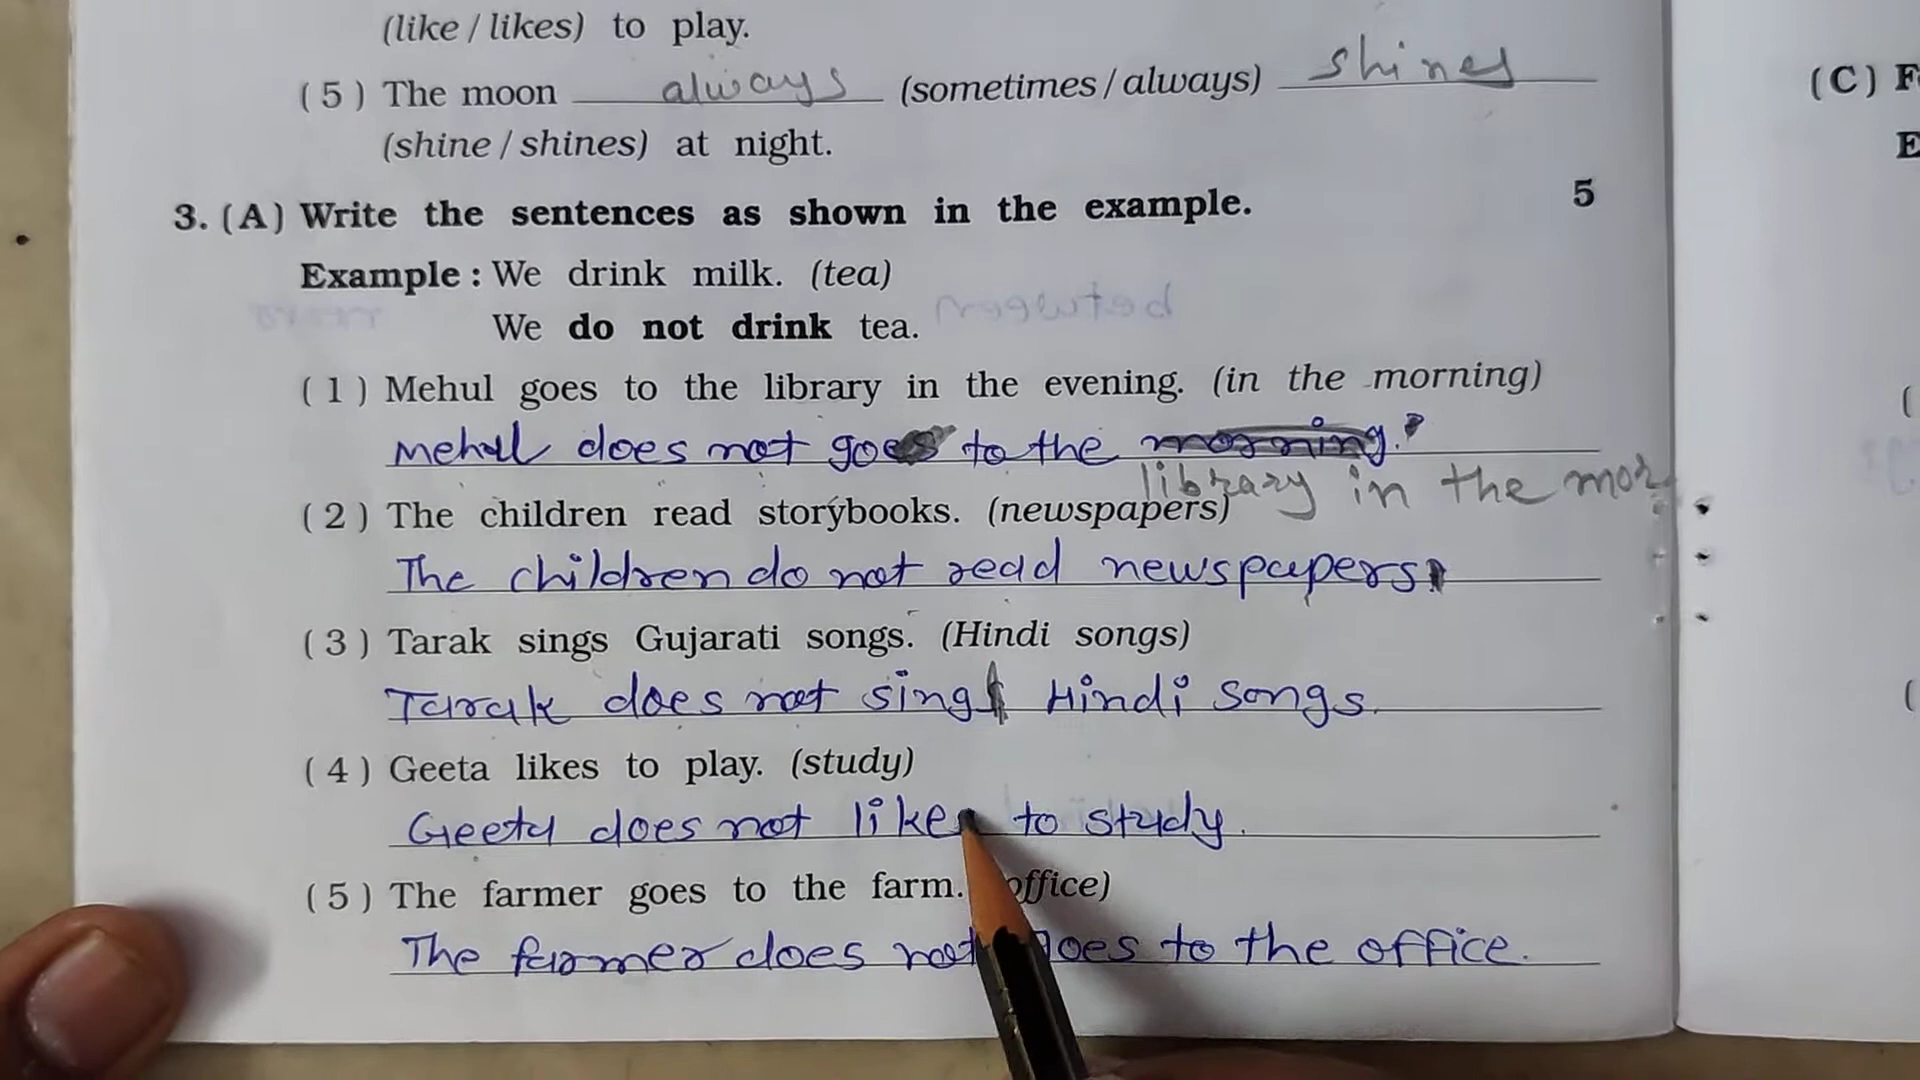 (like / likes) to play.
(5) The moon always (sometimes / always) shines
(shine / shines) at night.
3. (A) Write the sentences as shown in the example. 5
Example : We drink milk. (tea)
We do not drink tea.
(1) Mehul goes to the library in the evening. (in the morning)
Mehul does not goes to the morning.
library in the mor
(2) The children read storybooks. (newspapers)
The children do not read newspapers.
(3) Tarak sings Gujarati songs. (Hindi songs)
Tarak does not sing Hindi songs.
(4) Geeta likes to play. (study)
Geeta does not like to study.
(5) The farmer goes to the farm. office)
The farmer does not goes to the office.
(C) F
E